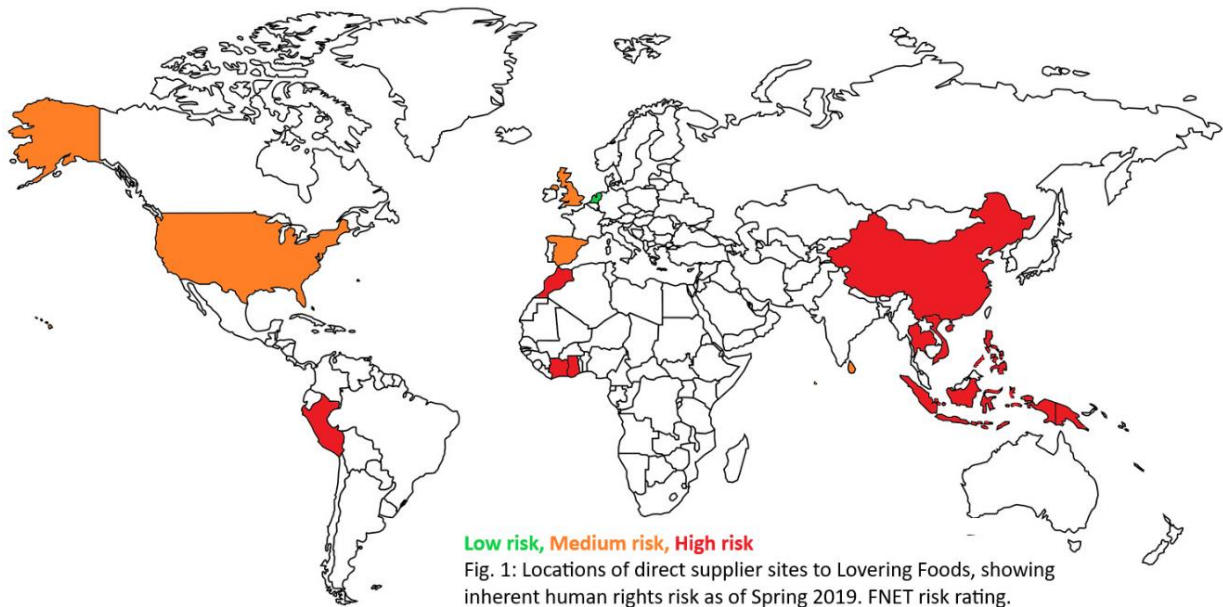 Low risk, Medium risk, High risk
Fig. 1: Locations of direct supplier sites to Lovering Foods, showing
inherent human rights risk as of Spring 2019. FNET risk rating.